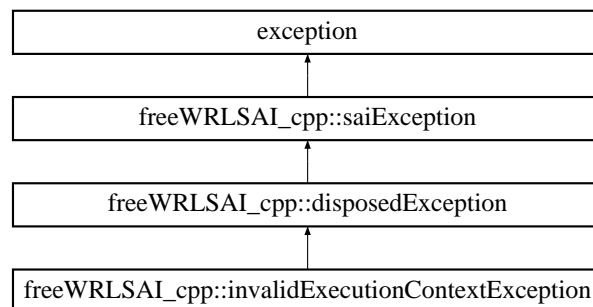 exception
freeWRLSAI_cpp::saiException
freeWRLSAI_cpp::disposedException
freeWRLSAI_cpp::invalidExecutionContextException